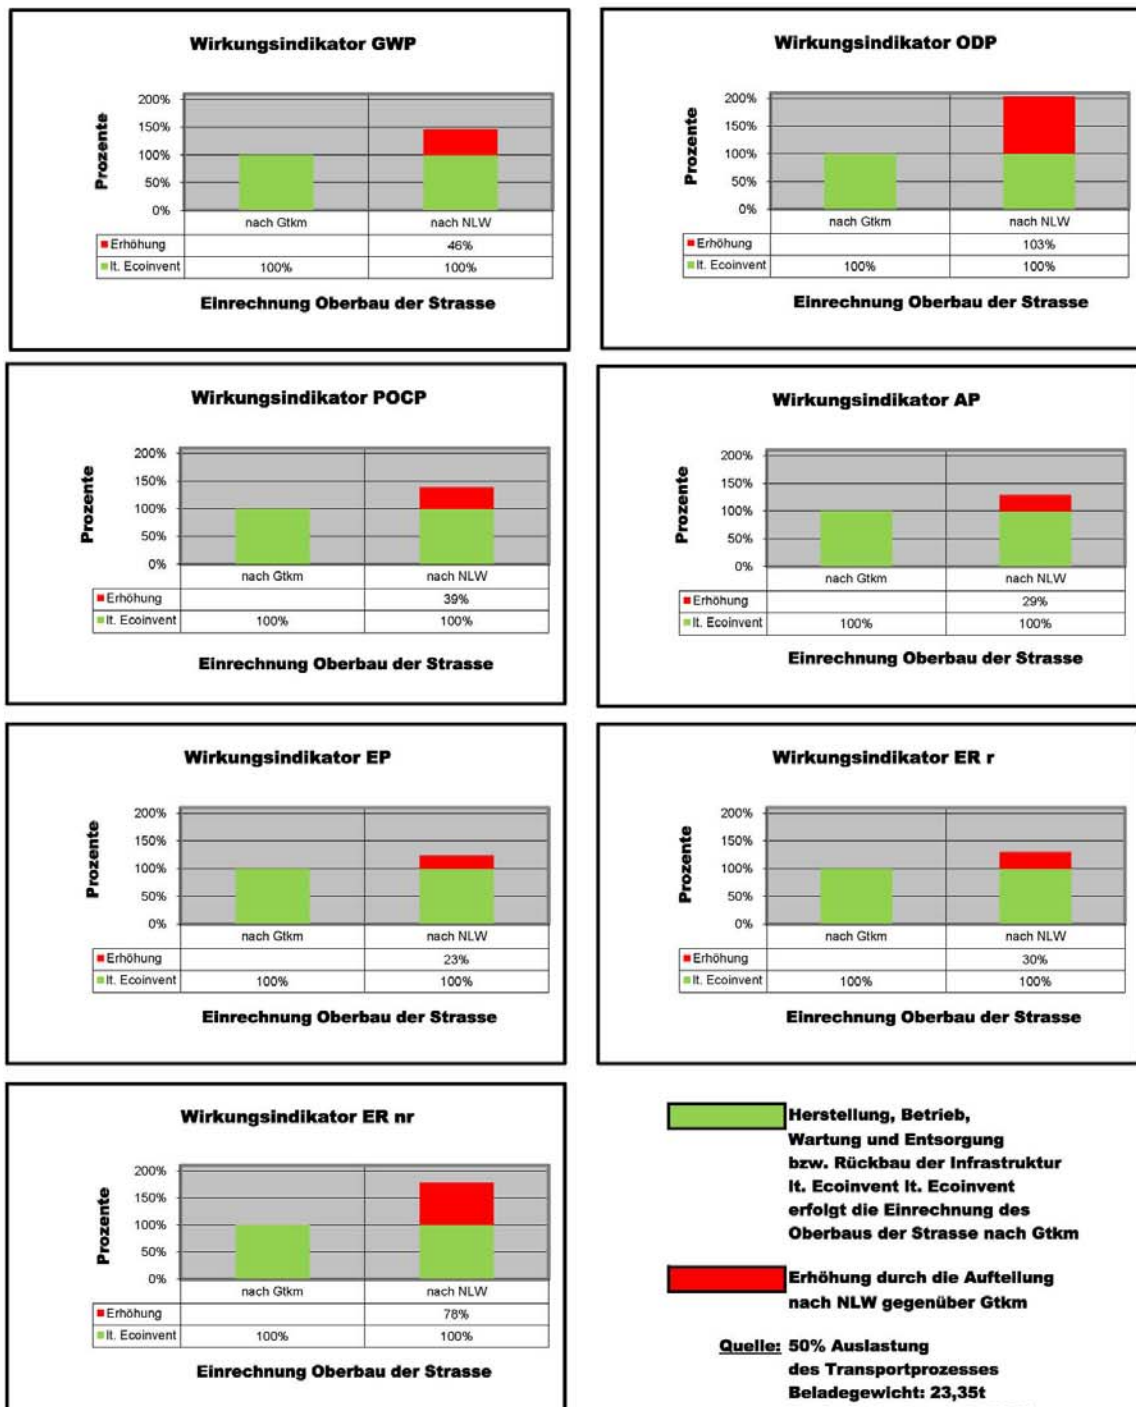 Wirkungsindikator GWP
Prozente
200%
150%
100%
50%
0%
nach Gtkm nach NLW
Erhöhung 46%
lt. Ecoinvent 100% 100%
Einrechnung Oberbau der Strasse
Wirkungsindikator ODP
Prozente
200%
150%
100%
50%
0%
nach Gtkm nach NLW
Erhöhung 103%
lt. Ecoinvent 100% 100%
Einrechnung Oberbau der Strasse
Wirkungsindikator POCP
Prozente
200%
150%
100%
50%
0%
nach Gtkm nach NLW
Erhöhung 39%
lt. Ecoinvent 100% 100%
Einrechnung Oberbau der Strasse
Wirkungsindikator AP
Prozente
200%
150%
100%
50%
0%
nach Gtkm nach NLW
Erhöhung 29%
lt. Ecoinvent 100% 100%
Einrechnung Oberbau der Strasse
Wirkungsindikator EP
Prozente
200%
150%
100%
50%
0%
nach Gtkm nach NLW
Erhöhung 23%
lt. Ecoinvent 100% 100%
Einrechnung Oberbau der Strasse
Wirkungsindikator ER r
Prozente
200%
150%
100%
50%
0%
nach Gtkm nach NLW
Erhöhung 30%
lt. Ecoinvent 100% 100%
Einrechnung Oberbau der Strasse
Wirkungsindikator ER nr
Prozente
200%
150%
100%
50%
0%
nach Gtkm nach NLW
Erhöhung 78%
lt. Ecoinvent 100% 100%
Einrechnung Oberbau der Strasse
Herstellung, Betrieb,
Wartung und Entsorgung
bzw. Rückbau der Infrastruktur
lt. Ecoinvent lt. Ecoinvent
erfolgt die Einrechnung des
Oberbaus der Strasse nach Gtkm
Erhöhung durch die Aufteilung
nach NLW gegenüber Gtkm
Quelle: 50% Auslastung
des Transportprozesses
Beladegewicht: 23,35t